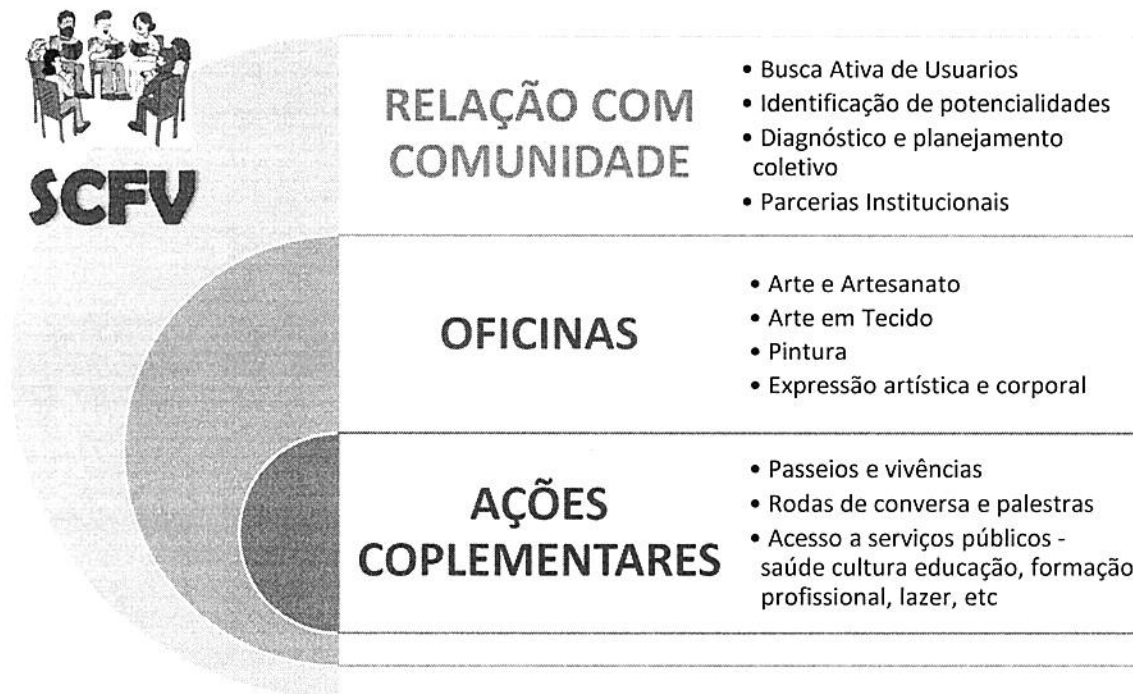 SCFV
RELAÇÃO COM
COMUNIDADE
• Busca Ativa de Usuarios
• Identificação de potencialidades
• Diagnóstico e planejamento
coletivo
• Parcerias Institucionais
OFICINAS
• Arte e Artesanato
• Arte em Tecido
• Pintura
• Expressão artística e corporal
AÇÕES
COPLEMENTARES
• Passeios e vivências
• Rodas de conversa e palestras
• Acesso a serviços públicos -
saúde cultura educação, formação
profissional, lazer, etc